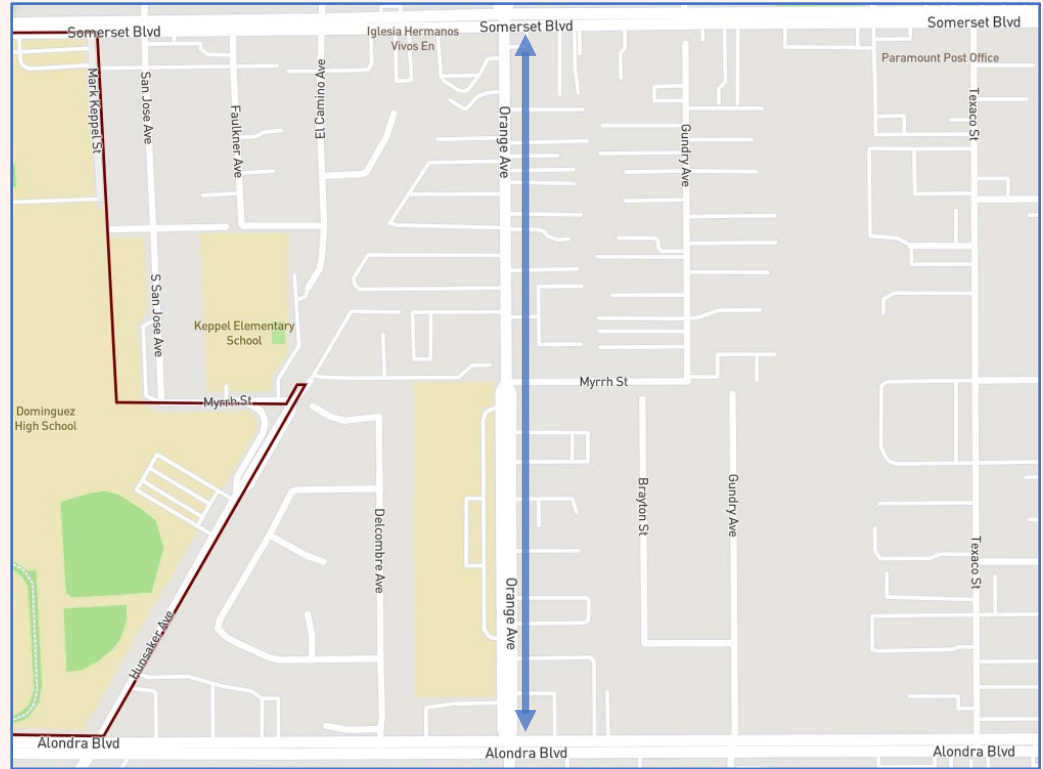 Somerset Blvd
Iglesia Hermanos
Vivos En
Somerset Blvd
Somerset Blvd
Paramount Post Office
Mark Keppel St
San Jose Ave
Faulkner Ave
El Camino Ave
Orange Ave
Gundry Ave
Texaco St
S San Jose Ave
Keppel Elementary
School
Myrrh St
Myrrh St
Dominguez
High School
Delcombre Ave
Brayton St
Gundry Ave
Texaco St
Orange Ave
Hunsaker Ave
Alondra Blvd
Alondra Blvd
Alondra Blvd